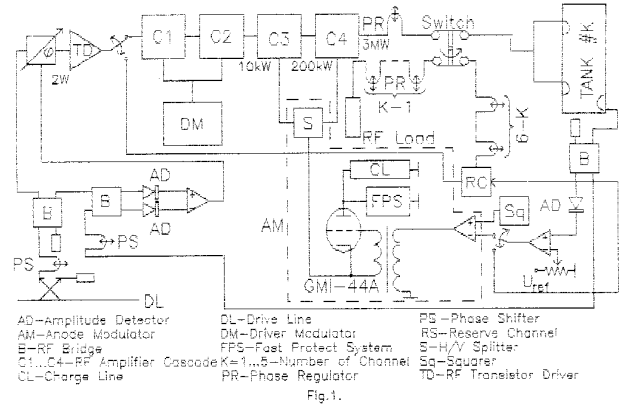 PR
Switch
TD
C1
C2
C3
C4
3MW
2W
10kW
200kW
PR
K-1
TANK #K
DM
S
RF Load
6-K
B
CL
RC
AD
B
B
AD
AM
FPS
Sq
AD
PS
PS
GMI-44A
Uref
DL
AD-Amplitude Detector
DL-Drive Line
PS-Phase Shifter
AM-Anode Modulator
DM-Driver Modulator
RS-Reserve Channel
B-RF Bridge
FPS-Fast Protect System
S-H/V Splitter
C1...C4-RF Amplifier Cascade
K=1...5-Number of Channel
Sq-Squarer
CL-Charge Line
PR-Phase Regulator
TD-RF Transistor Driver
Fig.1.